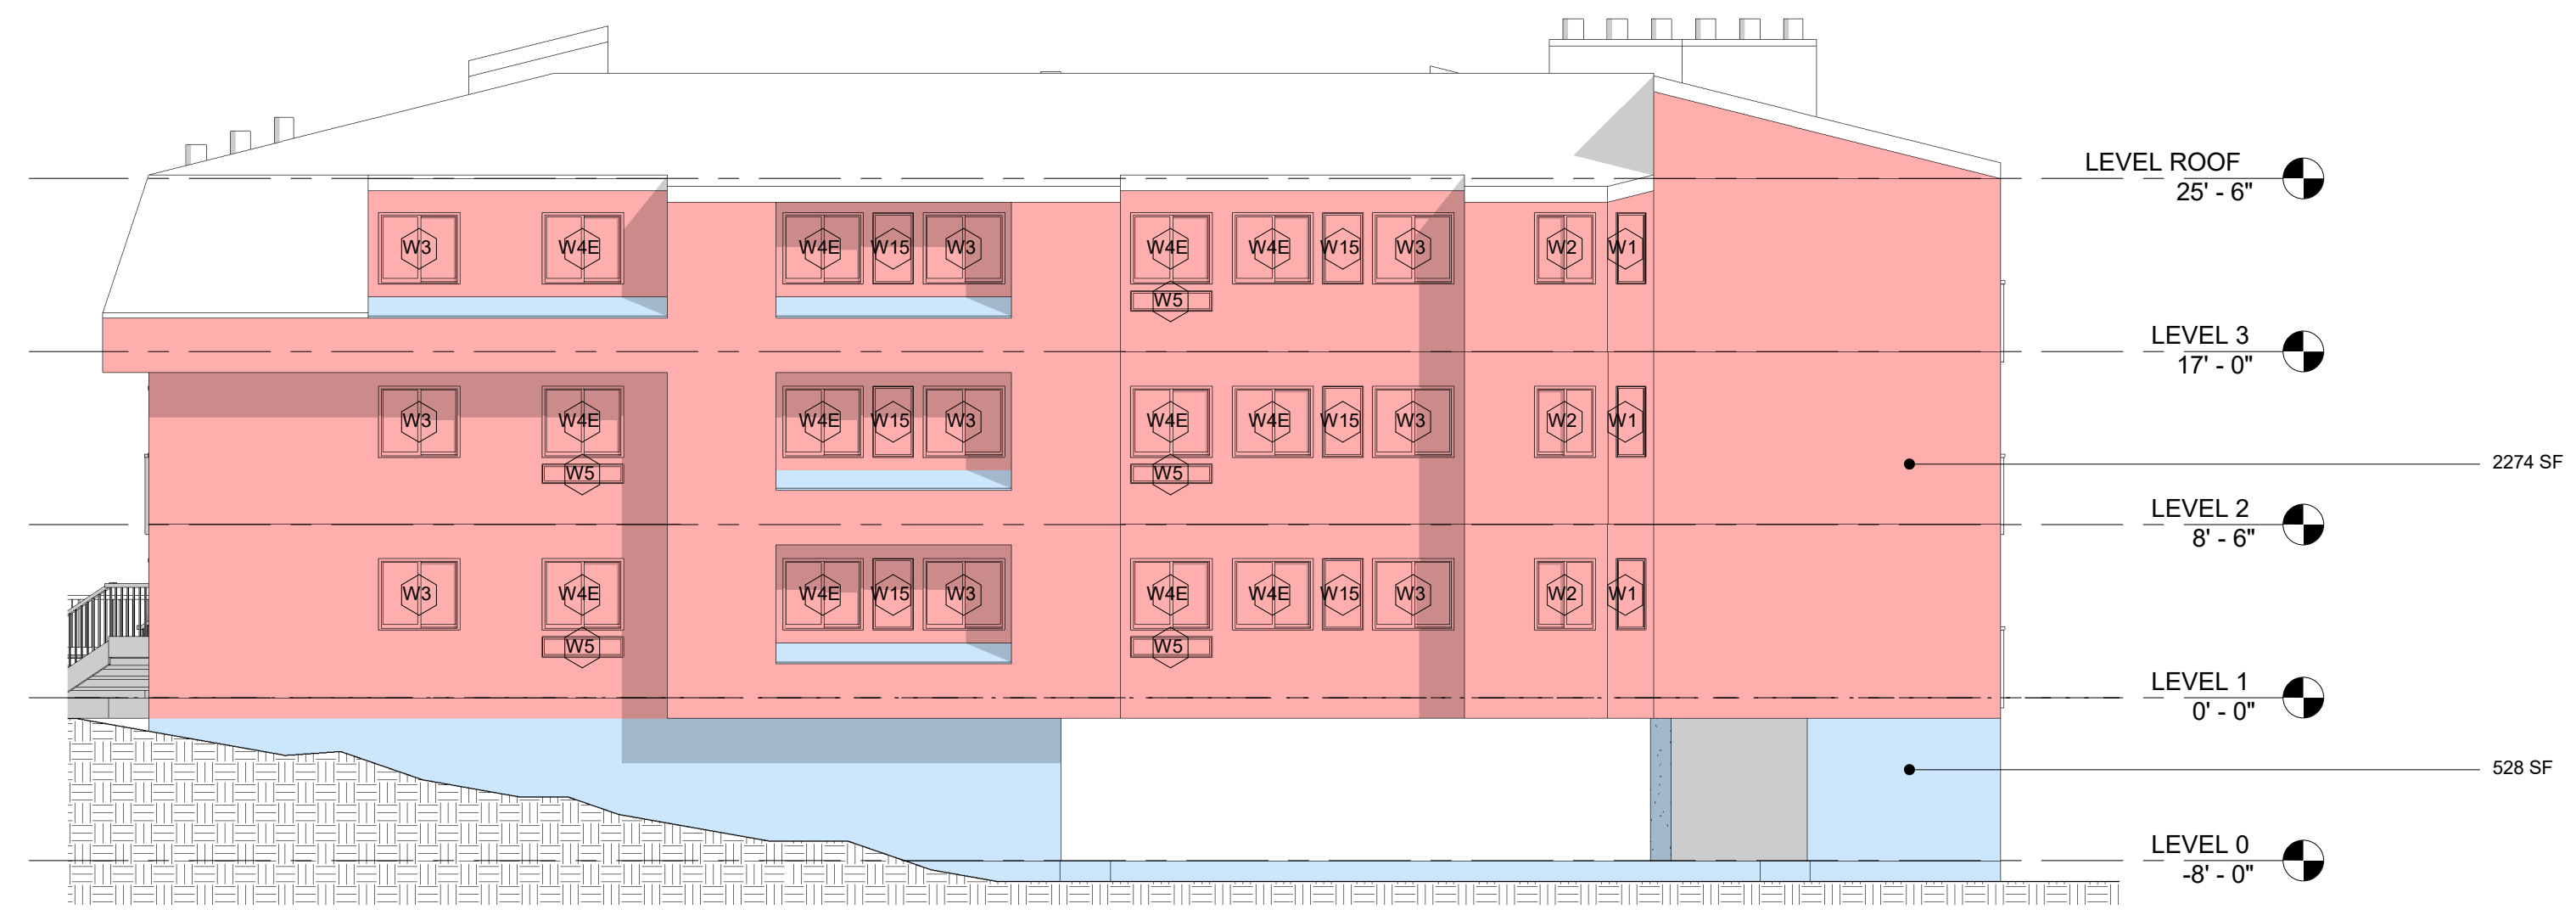 LEVEL ROOF
25' - 6"
W3 W4E W4E W15 W3 W4E W4E W15 W3 W2 W1
W5
LEVEL 3
17' - 0"
W3 W4E W4E W15 W3 W4E W4E W15 W3 W2 W1
2274 SF
W5 W5
LEVEL 2
8' - 6"
W3 W4E W4E W15 W3 W4E W4E W15 W3 W2 W1
W5 W5
LEVEL 1
0' - 0"
528 SF
LEVEL 0
-8' - 0"